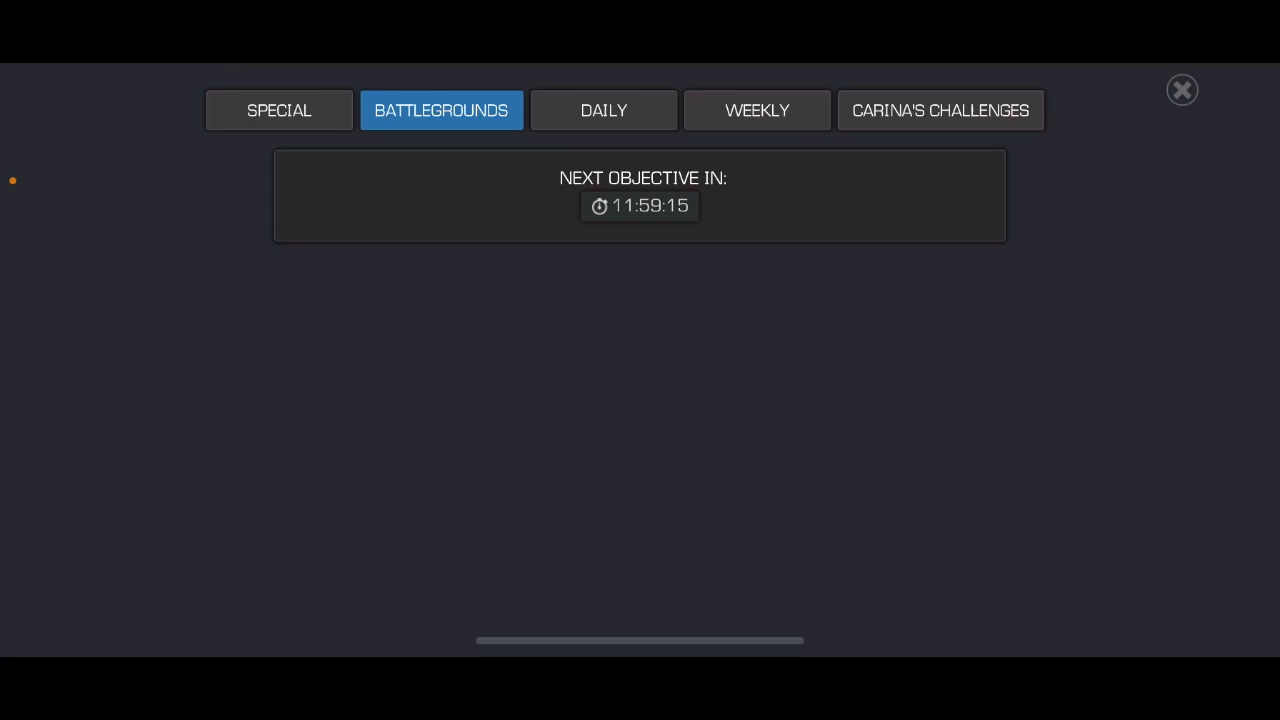 SPECIAL BATTLEGROUNDS DAILY WEEKLY CARINA'S CHALLENGES
NEXT OBJECTIVE IN:
11:59:15